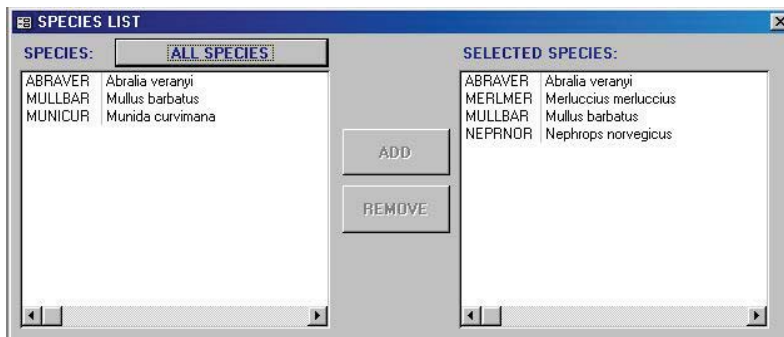 SPECIES LIST
SPECIES: ALL SPECIES
ABRAVER Abralia veranyi
MULLBAR Mullus barbatus
MUNICUR Munida curvimana
ADD
REMOVE
SELECTED SPECIES:
ABRAVER Abralia veranyi
MERLMER Merluccius merluccius
MULLBAR Mullus barbatus
NEPRNOR Nephrops norvegicus